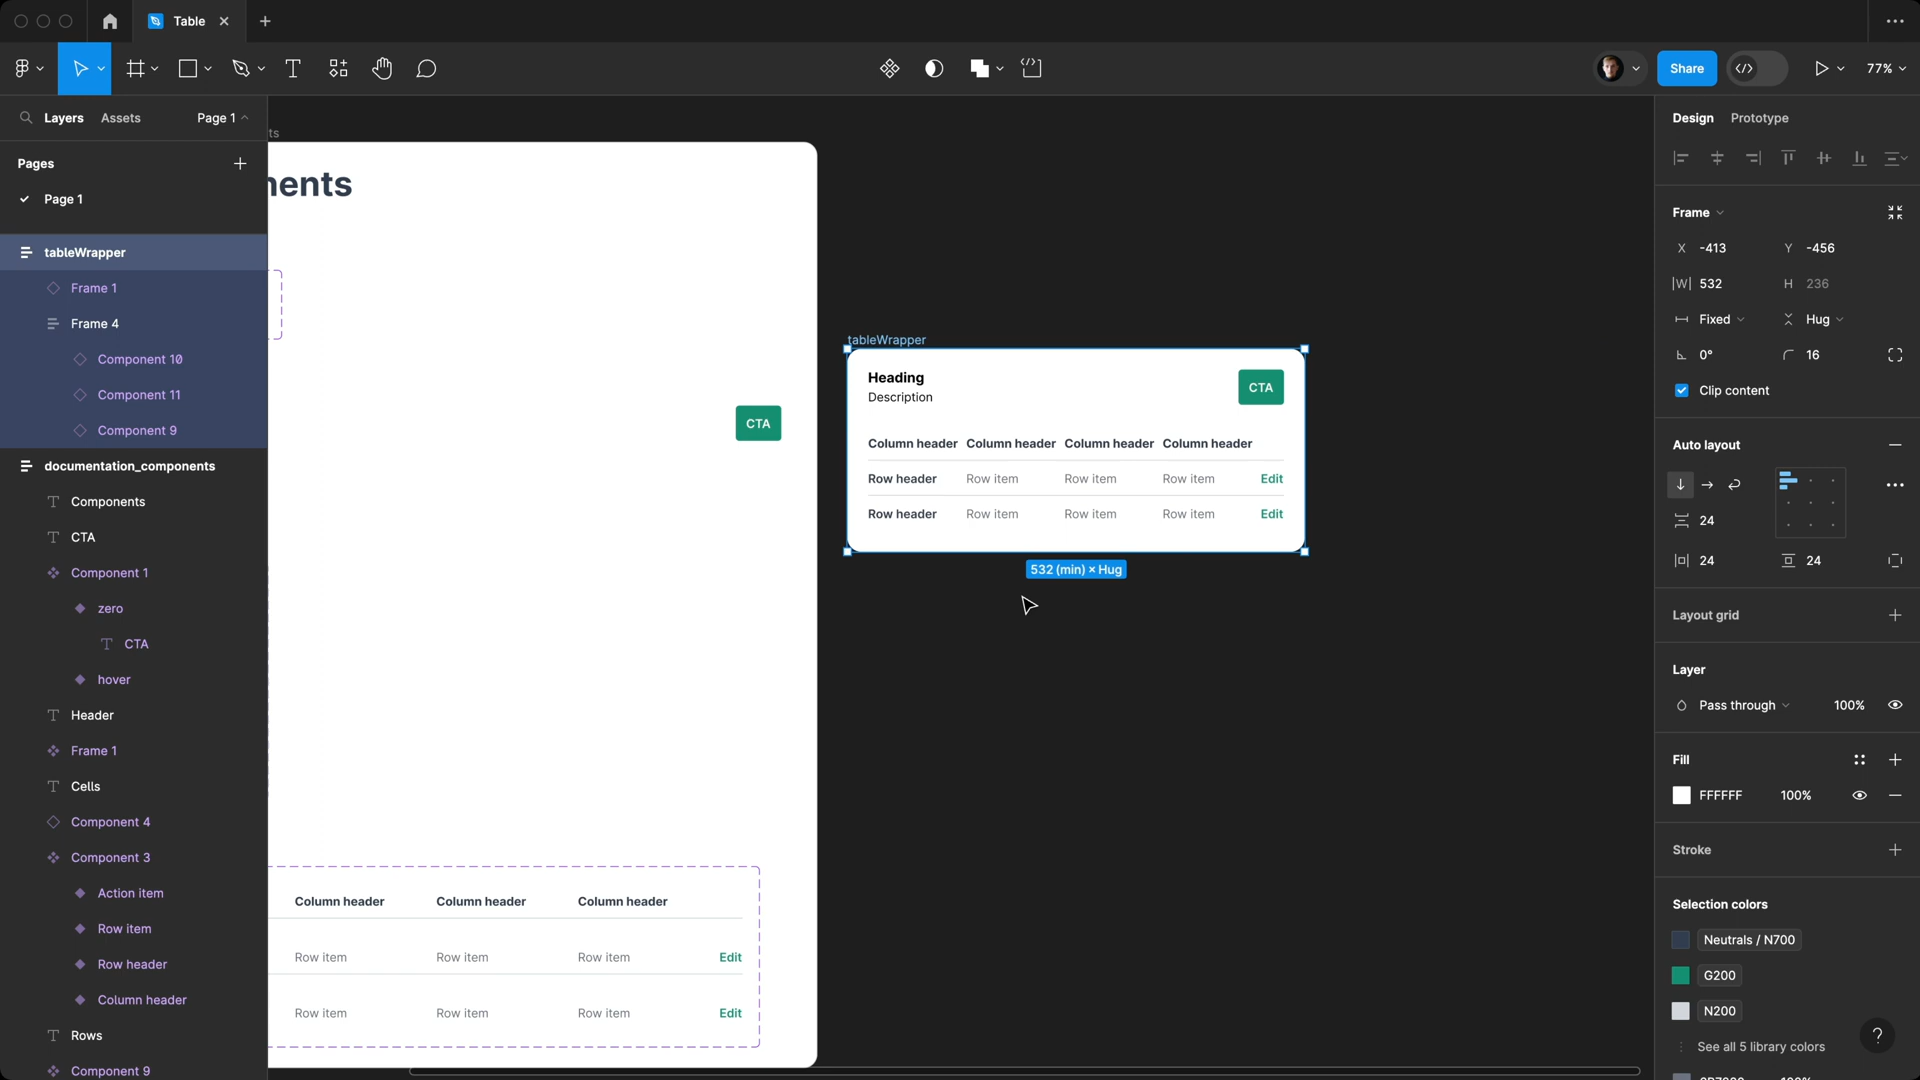 Table
Share
77%
Layers
Assets
Page 1
Pages
Page 1
tableWrapper
Frame 1
Frame 4
Component 10
Component 11
Component 9
documentation_components
Components
CTA
Component 1
zero
CTA
hover
Header
Frame 1
Cells
Component 4
Component 3
Action item
Row item
Row header
Column header
Rows
Component 9
ts
nents
CTA
Column header Column header Column header
Row item Row item Row item Edit
Row item Row item Row item Edit
tableWrapper
Heading
Description
CTA
Column header Column header Column header Column header
Row header Row item Row item Row item Edit
Row header Row item Row item Row item Edit
532 (min) × Hug
Design
Prototype
Frame
X -413 Y -456
W 532 H 236
Fixed Hug
0° 16
Clip content
Auto layout
24
24 24
Layout grid
Layer
Pass through 100%
Fill
FFFFFF 100%
Stroke
Selection colors
Neutrals / N700
G200
N200
?
See all 5 library colors